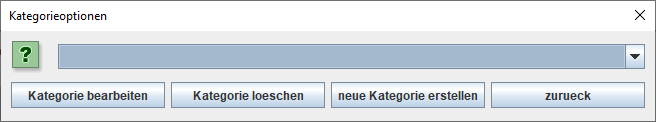 Kategorieoptionen
?
Kategorie bearbeiten
Kategorie loeschen
neue Kategorie erstellen
zurueck